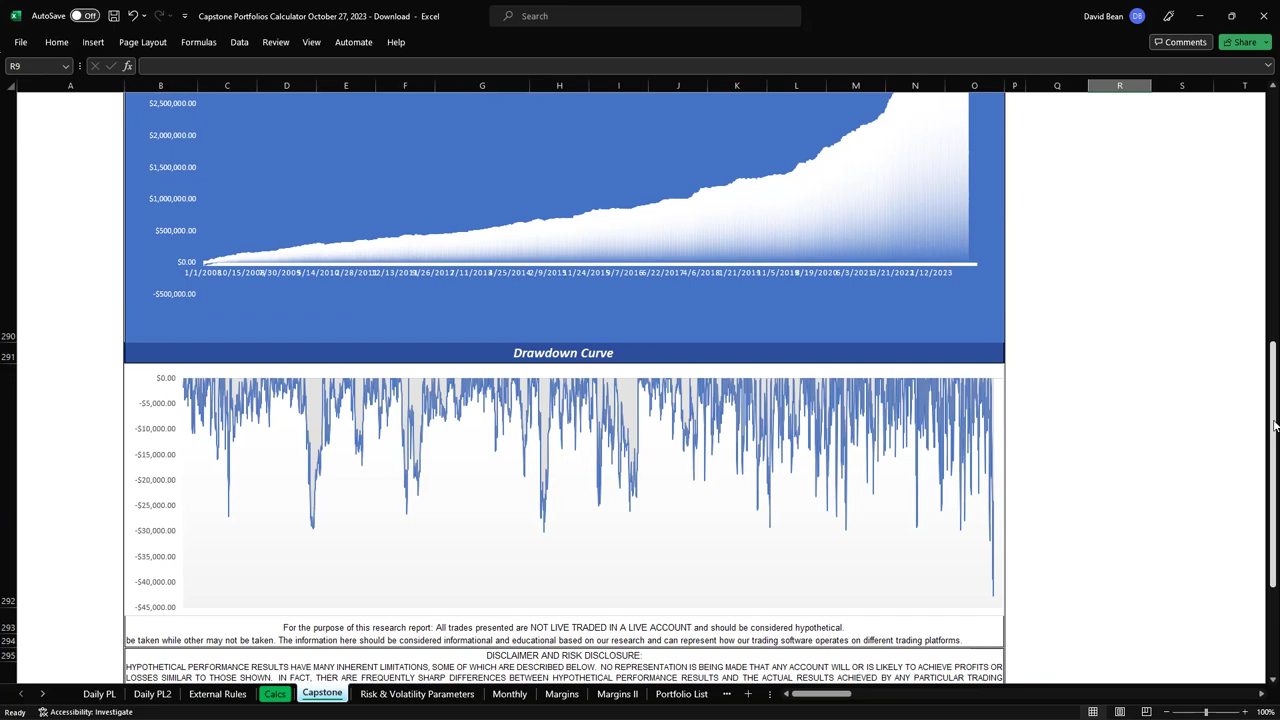 AutoSave Off Capstone Portfolios Calculator October 27, 2023 - Download - Excel Search David Bean DB
File Home Insert Page Layout Formulas Data Review View Automate Help Comments Share
R9 fx
A B C D E F G H I J K L M N O P Q R S T
$2,500,000.00
$2,000,000.00
$1,500,000.00
$1,000,000.00
$500,000.00
$0.00
-$500,000.00
290
291
Drawdown Curve
$0.00
-$5,000.00
-$10,000.00
-$15,000.00
-$20,000.00
-$25,000.00
-$30,000.00
-$35,000.00
-$40,000.00
-$45,000.00
292
293 For the purpose of this research report: All trades presented are NOT LIVE TRADED IN A LIVE ACCOUNT and should be considered hypothetical.
294 be taken while other may not be taken. The information here should be considered informational and educational based on our research and can represent how our trading software operates on different trading platforms.
295 DISCLAIMER AND RISK DISCLOSURE:
HYPOTHETICAL PERFORMANCE RESULTS HAVE MANY INHERENT LIMITATIONS, SOME OF WHICH ARE DESCRIBED BELOW. NO REPRESENTATION IS BEING MADE THAT ANY ACCOUNT WILL OR IS LIKELY TO ACHIEVE PROFITS OR
LOSSES SIMILAR TO THOSE SHOWN. IN FACT, THER ARE FREQUENTLY SHARP DIFFERENCES BETWEEN HYPOTHETICAL PERFORMANCE RESULTS AND THE ACTUAL RESULTS ACHIEVED BY ANY PARTICULAR TRADING
Daily PL Daily PL2 External Rules Calcs Capstone Risk & Volatility Parameters Monthly Margins Margins II Portfolio List
Ready Accessibility: Investigate 100%